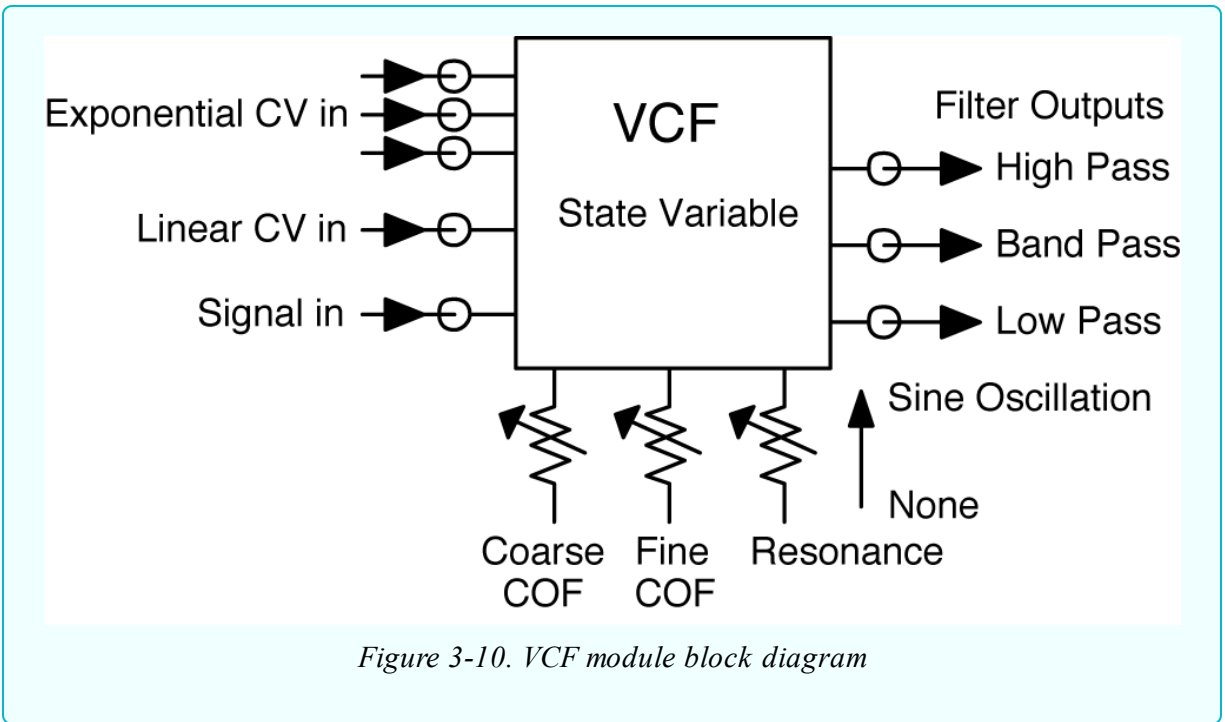 Exponential CV in
Linear CV in
Signal in
VCF
State Variable
Filter Outputs
High Pass
Band Pass
Low Pass
Sine Oscillation
None
Coarse
COF
Fine
COF
Resonance
Figure 3-10. VCF module block diagram